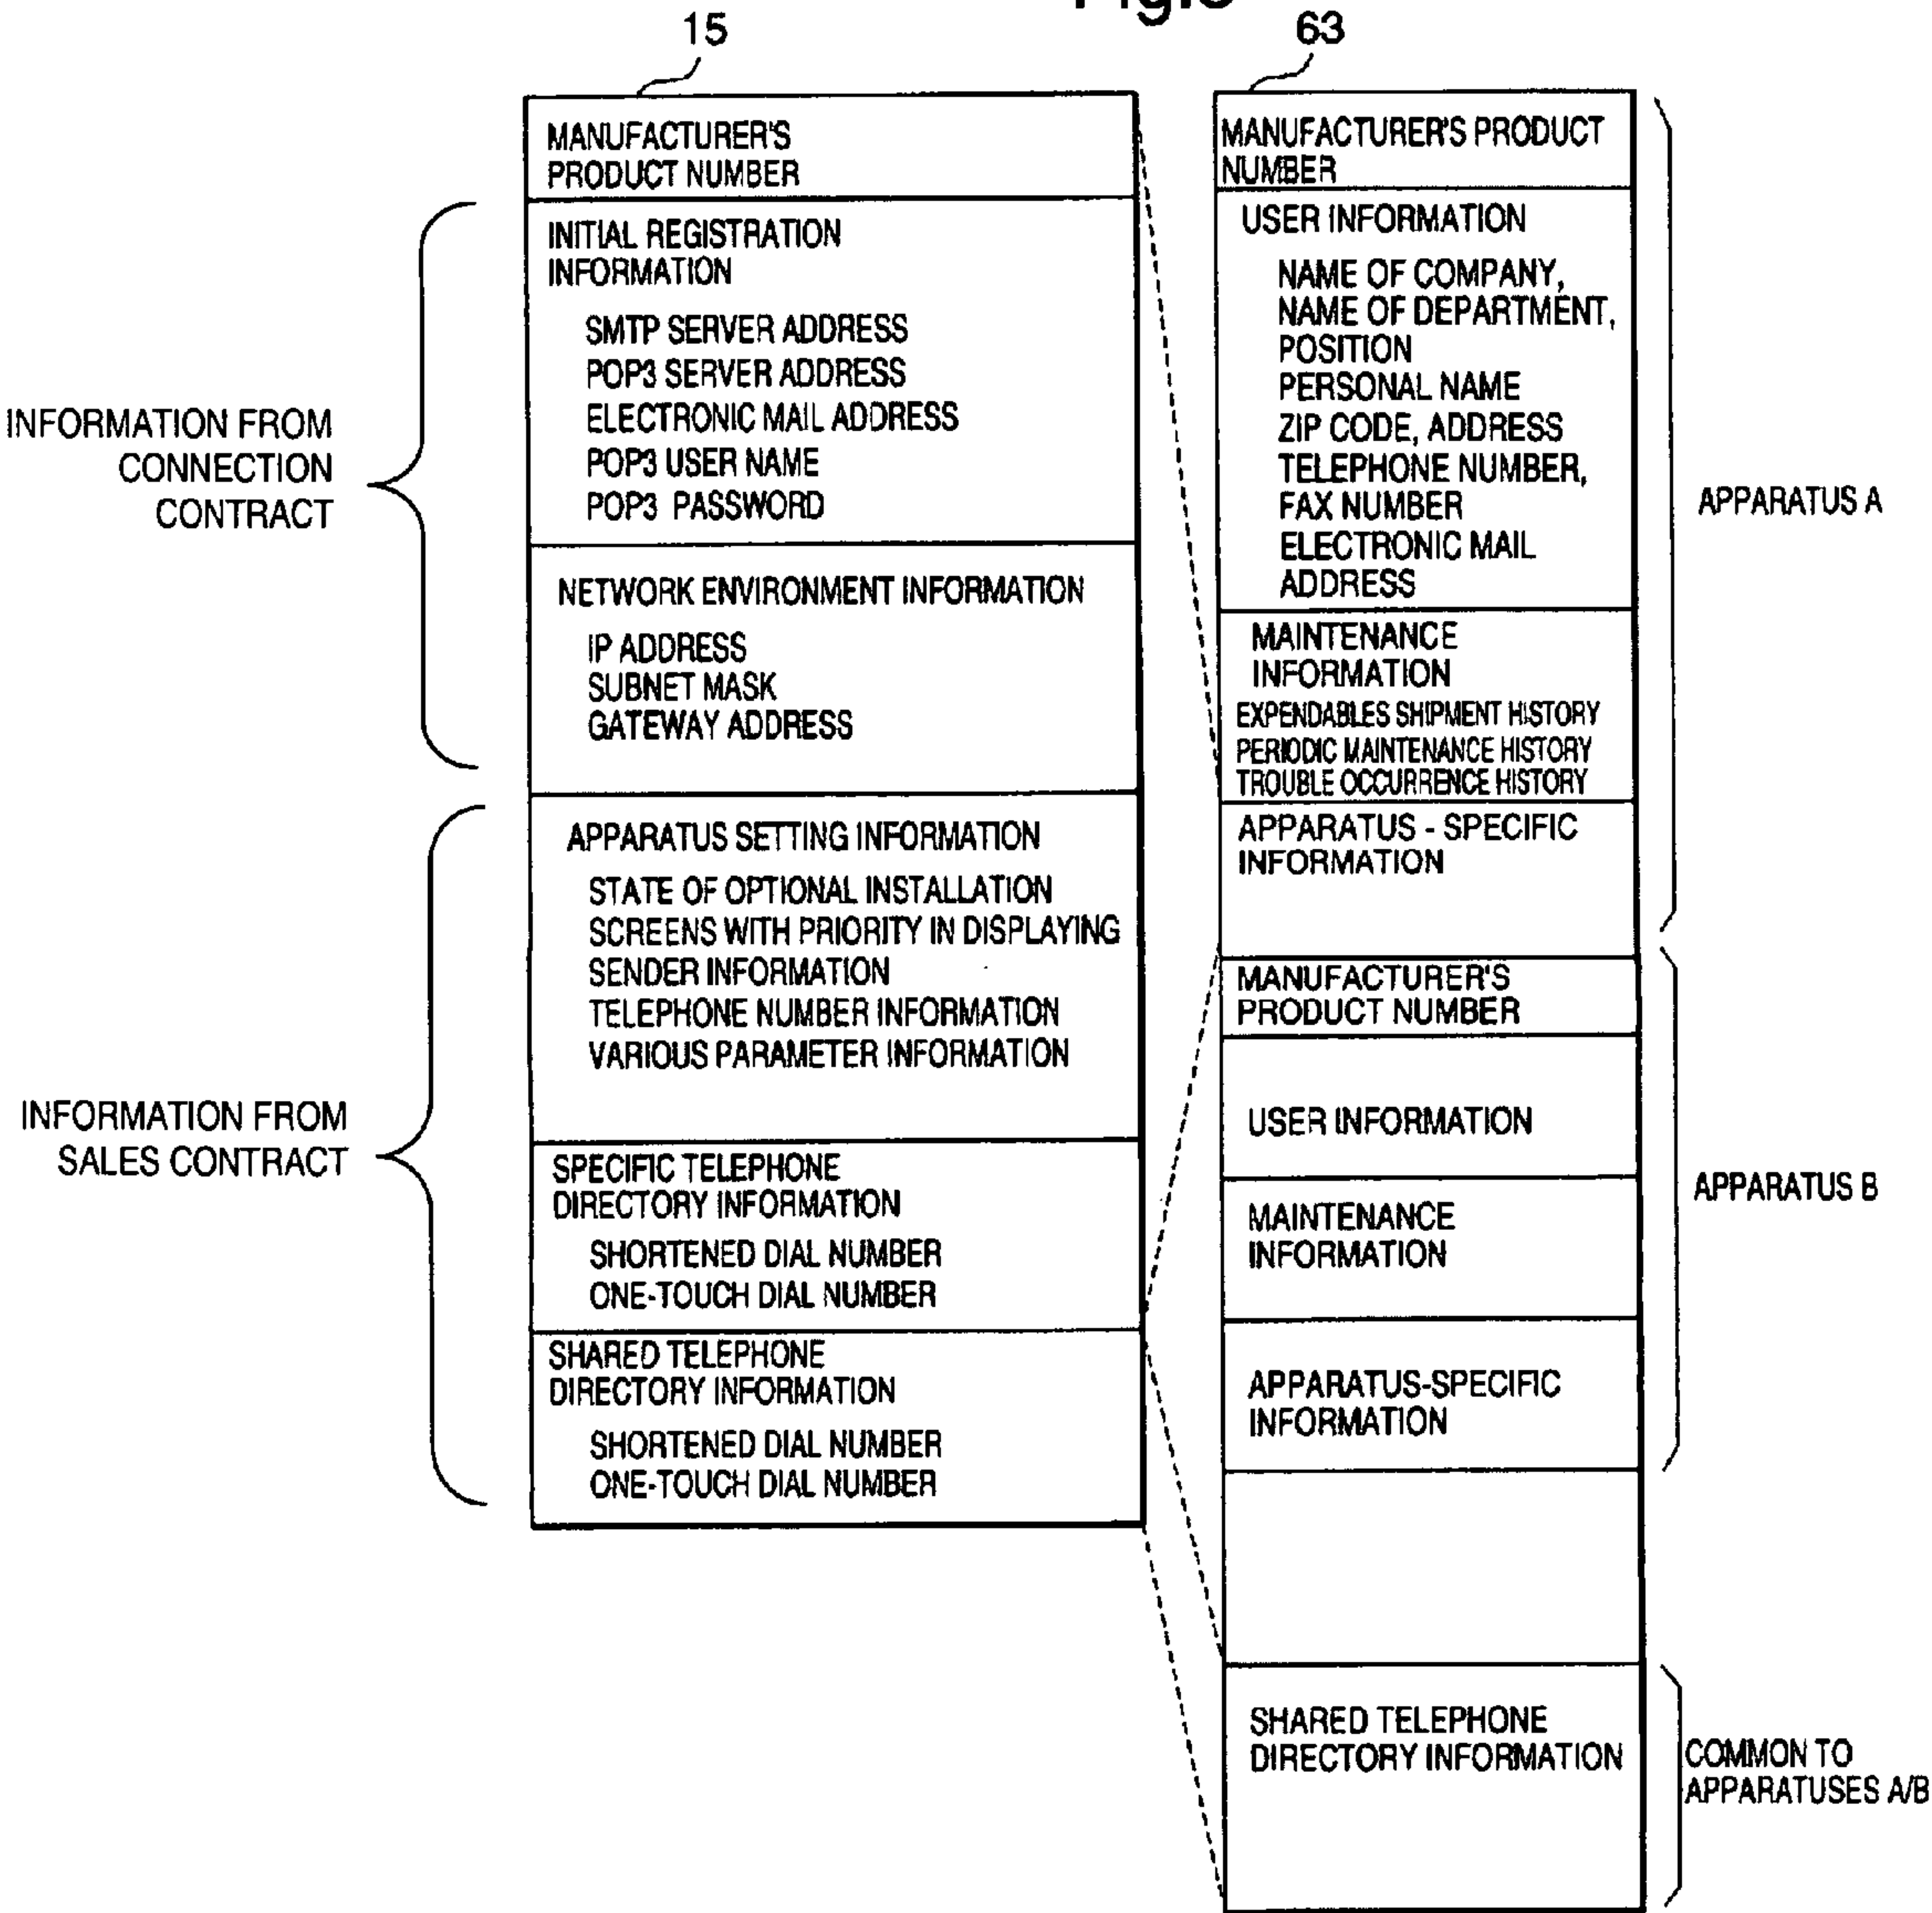 15
63
MANUFACTURER'S
PRODUCT NUMBER
INITIAL REGISTRATION
INFORMATION
SMTP SERVER ADDRESS
POP3 SERVER ADDRESS
ELECTRONIC MAIL ADDRESS
POP3 USER NAME
POP3 PASSWORD
INFORMATION FROM
CONNECTION
CONTRACT
NETWORK ENVIRONMENT INFORMATION
IP ADDRESS
SUBNET MASK
GATEWAY ADDRESS
APPARATUS SETTING INFORMATION
STATE OF OPTIONAL INSTALLATION
SCREENS WITH PRIORITY IN DISPLAYING
SENDER INFORMATION
TELEPHONE NUMBER INFORMATION
VARIOUS PARAMETER INFORMATION
INFORMATION FROM
SALES CONTRACT
SPECIFIC TELEPHONE
DIRECTORY INFORMATION
SHORTENED DIAL NUMBER
ONE-TOUCH DIAL NUMBER
SHARED TELEPHONE
DIRECTORY INFORMATION
SHORTENED DIAL NUMBER
ONE-TOUCH DIAL NUMBER
MANUFACTURER'S PRODUCT
NUMBER
USER INFORMATION
NAME OF COMPANY,
NAME OF DEPARTMENT,
POSITION
PERSONAL NAME
ZIP CODE, ADDRESS
TELEPHONE NUMBER,
FAX NUMBER
ELECTRONIC MAIL
ADDRESS
MAINTENANCE
INFORMATION
EXPENDABLES SHIPMENT HISTORY
PERIODIC MAINTENANCE HISTORY
TROUBLE OCCURRENCE HISTORY
APPARATUS - SPECIFIC
INFORMATION
APPARATUS A
MANUFACTURER'S
PRODUCT NUMBER
USER INFORMATION
MAINTENANCE
INFORMATION
APPARATUS-SPECIFIC
INFORMATION
APPARATUS B
SHARED TELEPHONE
DIRECTORY INFORMATION
COMMON TO
APPARATUSES A/B